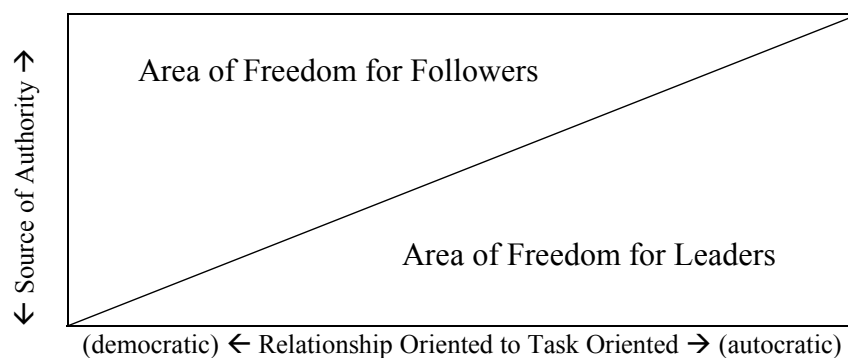 Area of Freedom for Followers
← Source of Authority →
Area of Freedom for Leaders
(democratic) ← Relationship Oriented to Task Oriented → (autocratic)